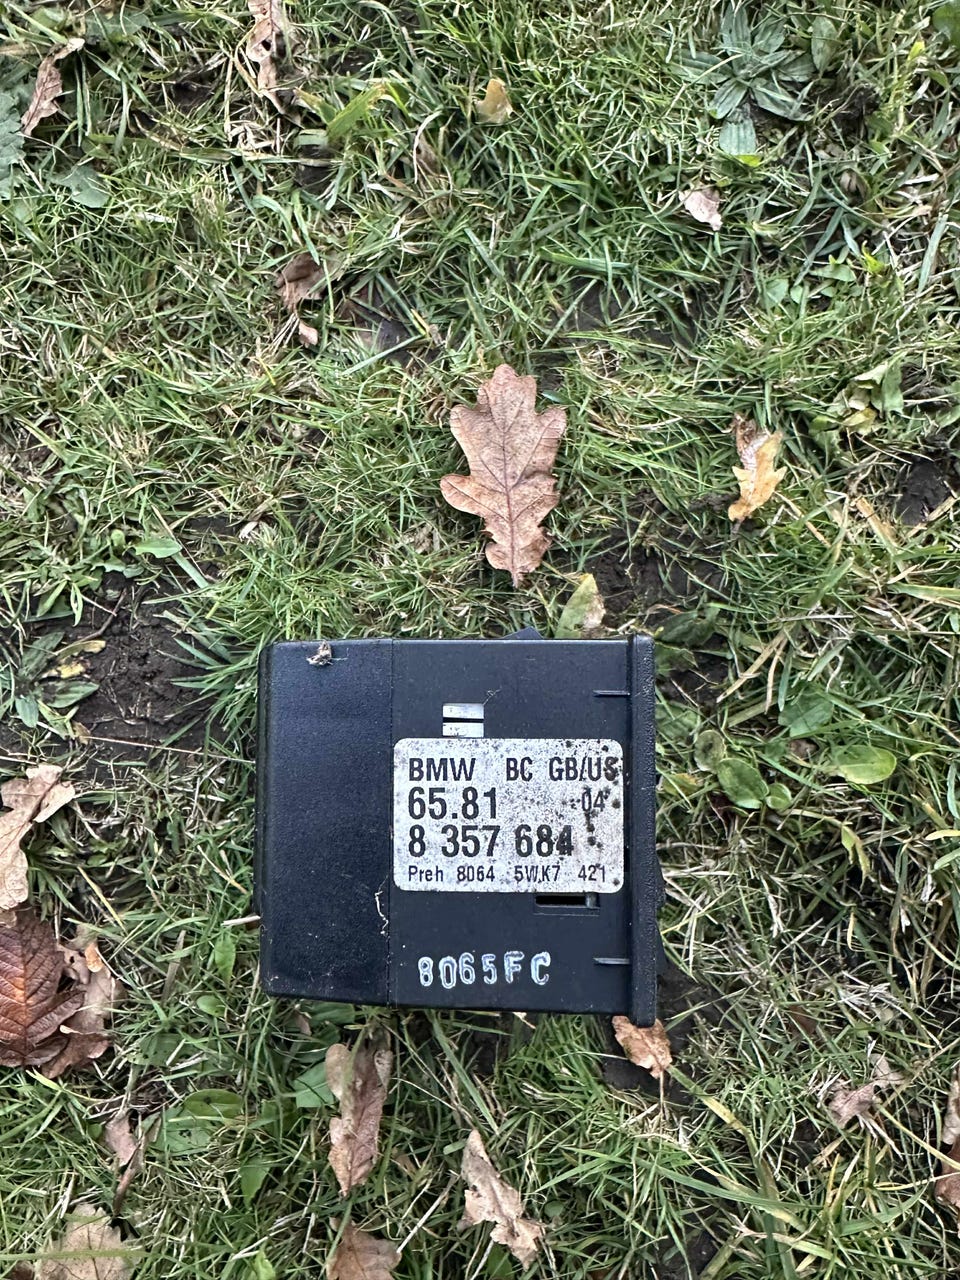 BMW BC GB/US
65.81 04
8 357 684
Preh 8064 5WK7 421
8065FC